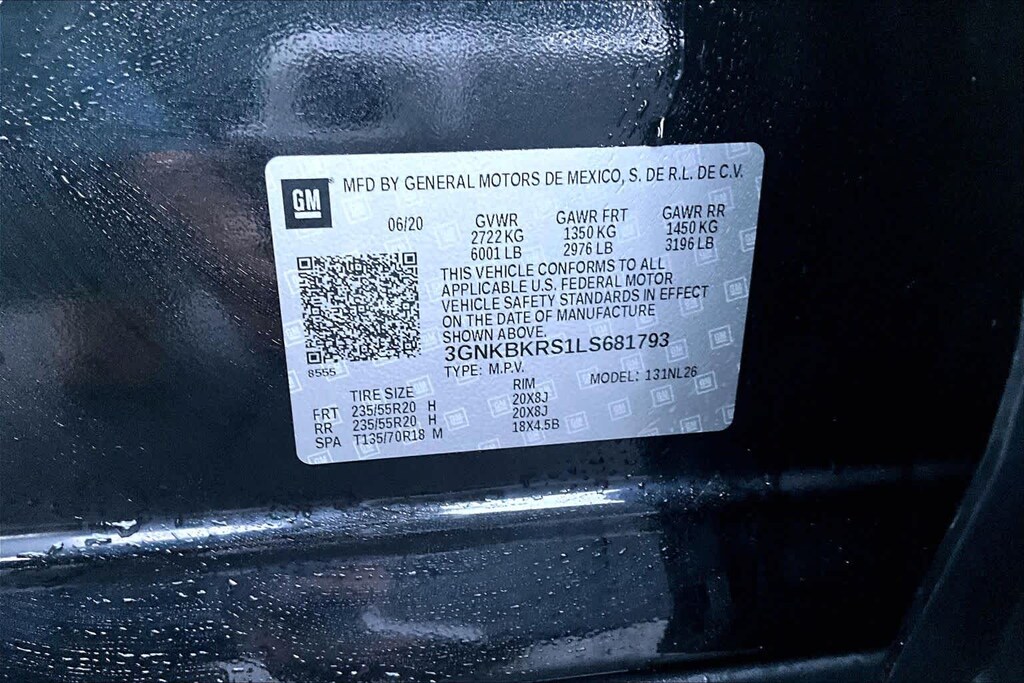 GM
MFD BY GENERAL MOTORS DE MEXICO, S. DE R.L. DE C.V.
06/20 GVWR GAWR FRT GAWR RR
2722 KG 1350 KG 1450 KG
6001 LB 2976 LB 3196 LB
THIS VEHICLE CONFORMS TO ALL
APPLICABLE U.S. FEDERAL MOTOR
VEHICLE SAFETY STANDARDS IN EFFECT
ON THE DATE OF MANUFACTURE
SHOWN ABOVE.
3GNKBKRS1LS681793
8555 TYPE: M.P.V. MODEL: 131NL26
TIRE SIZE RIM
FRT 235/55R20 H 20X8J
RR 235/55R20 H 20X8J
SPA T135/70R18 M 18X4.5B